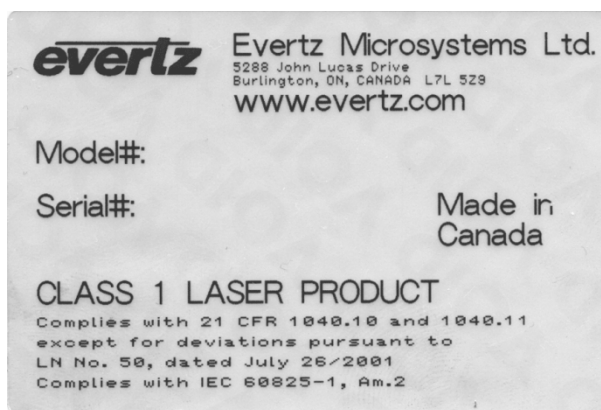 evertz
Evertz Microsystems Ltd.
5288 John Lucas Drive
Burlington, ON, CANADA L7L 5Z9
www.evertz.com
Model#:
Serial#:
Made in
Canada
CLASS 1 LASER PRODUCT
Complies with 21 CFR 1040.10 and 1040.11
except for deviations pursuant to
LN No. 50, dated July 26/2001
Complies with IEC 60825-1, Am.2